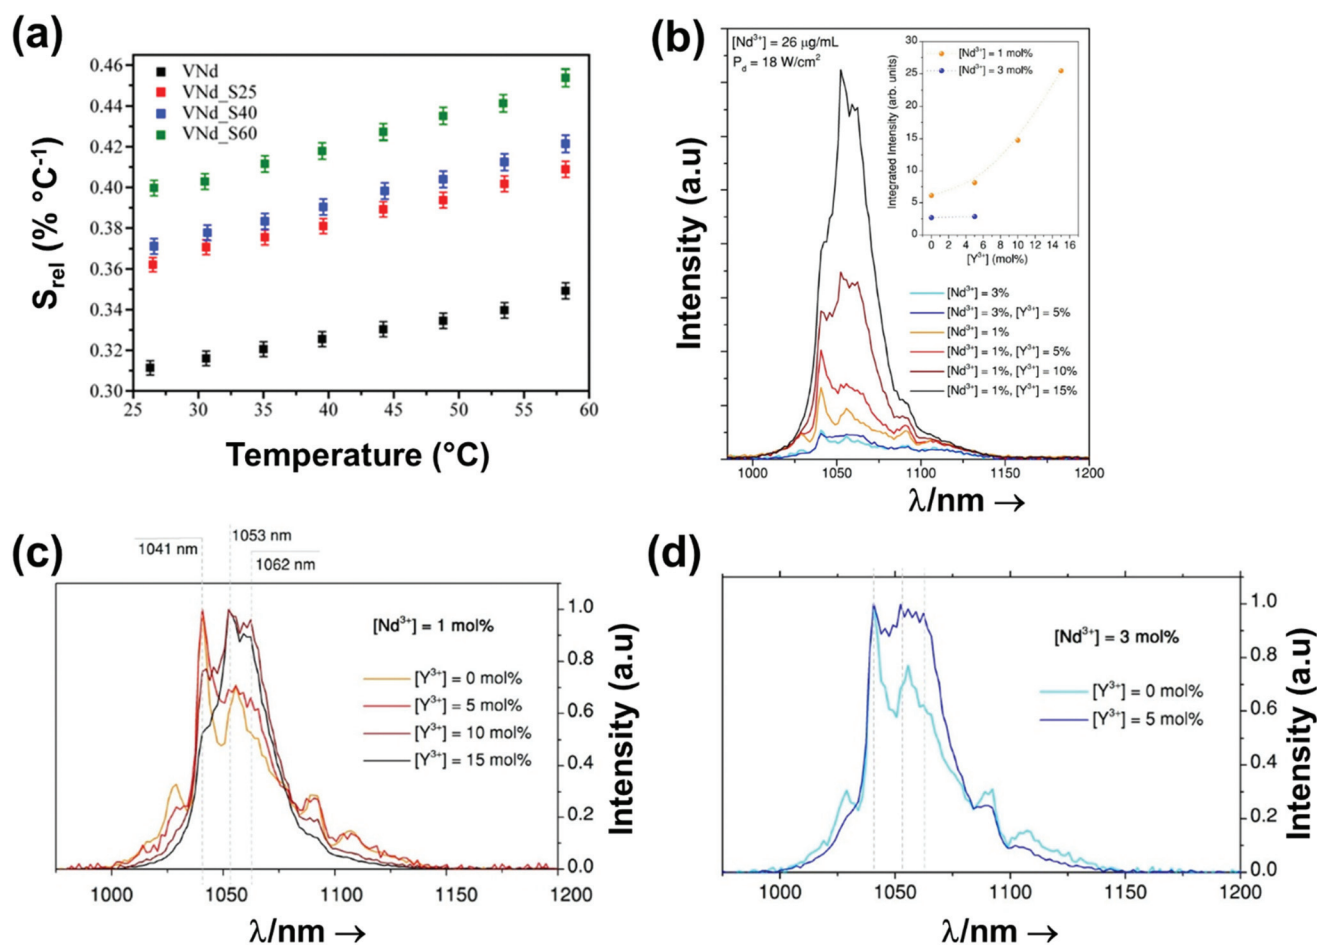 (a)
0.46
0.44
0.42
0.40
0.38
0.36
0.34
0.32
0.30
VNd
VNd_S25
VNd_S40
VNd_S60
25 30 35 40 45 50 55 60
S_rel (% °C⁻¹)
Temperature (°C)
(b)
[Nd³⁺] = 26 µg/mL
P_d = 18 W/cm²
30
25
20
15
10
5
0
[Nd³⁺] = 1 mol%
[Nd³⁺] = 3 mol%
Integrated Intensity (arb. units)
0 2 4 6 8 10 12 14 16
[Y³⁺] (mol%)
[Nd³⁺] = 3%
[Nd³⁺] = 3%, [Y³⁺] = 5%
[Nd³⁺] = 1%
[Nd³⁺] = 1%, [Y³⁺] = 5%
[Nd³⁺] = 1%, [Y³⁺] = 10%
[Nd³⁺] = 1%, [Y³⁺] = 15%
Intensity (a.u)
1000 1050 1100 1150 1200
λ/nm →
(c)
1041 nm
1053 nm
1062 nm
[Nd³⁺] = 1 mol%
[Y³⁺] = 0 mol%
[Y³⁺] = 5 mol%
[Y³⁺] = 10 mol%
[Y³⁺] = 15 mol%
1.0
0.8
0.6
0.4
0.2
0.0
Intensity (a.u)
1000 1050 1100 1150 1200
λ/nm →
(d)
[Nd³⁺] = 3 mol%
[Y³⁺] = 0 mol%
[Y³⁺] = 5 mol%
1.0
0.8
0.6
0.4
0.2
0.0
Intensity (a.u)
1000 1050 1100 1150 1200
λ/nm →